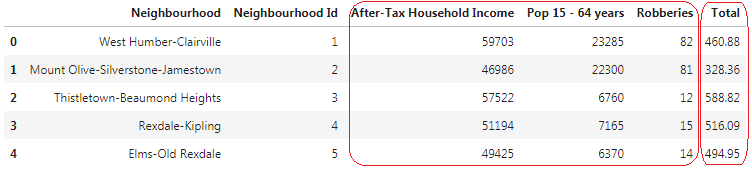 Neighbourhood Neighbourhood Id After-Tax Household Income Pop 15 - 64 years Robberies Total
0 West Humber-Clairville 1 59703 23285 82 460.88
1 Mount Olive-Silverstone-Jamestown 2 46986 22300 81 328.36
2 Thistletown-Beaumond Heights 3 57522 6760 12 588.82
3 Rexdale-Kipling 4 51194 7165 15 516.09
4 Elms-Old Rexdale 5 49425 6370 14 494.95